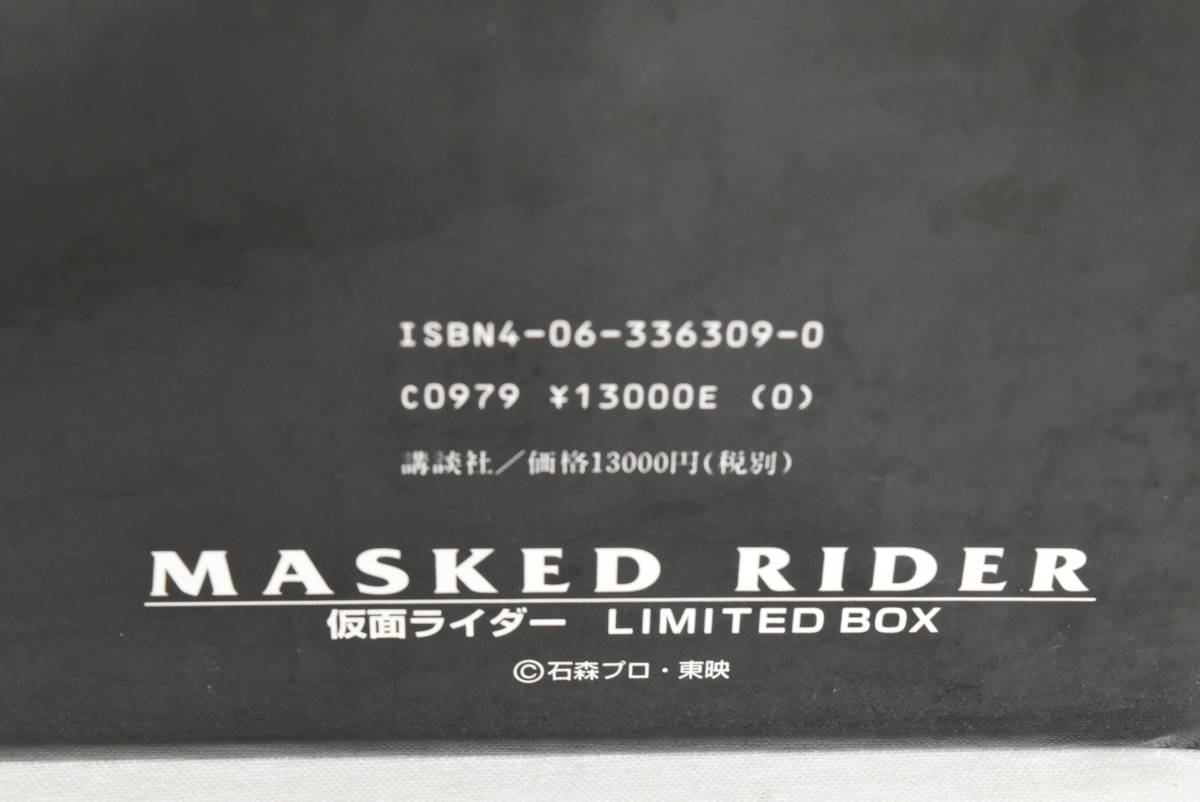 ISBN4-06-336309-0
C0979 ¥13000E (0)
講談社／価格13000円(税別)
MASKED RIDER
仮面ライダー LIMITED BOX
©石森プロ・東映